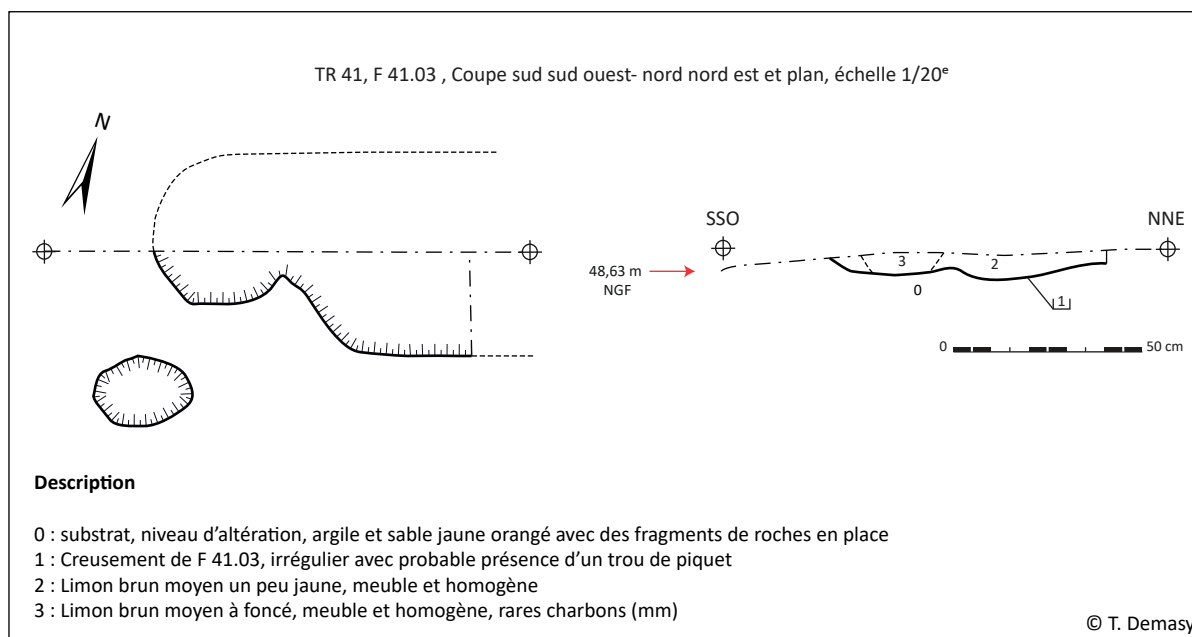 TR 41, F 41.03 , Coupe sud sud ouest- nord nord est et plan, échelle 1/20ᵉ
N
SSO
NNE
48,63 m
NGF
3
2
0
1
0
50 cm
Description
0 : substrat, niveau d’altération, argile et sable jaune orangé avec des fragments de roches en place
1 : Creusement de F 41.03, irrégulier avec probable présence d’un trou de piquet
2 : Limon brun moyen un peu jaune, meuble et homogène
3 : Limon brun moyen à foncé, meuble et homogène, rares charbons (mm)
© T. Demasy